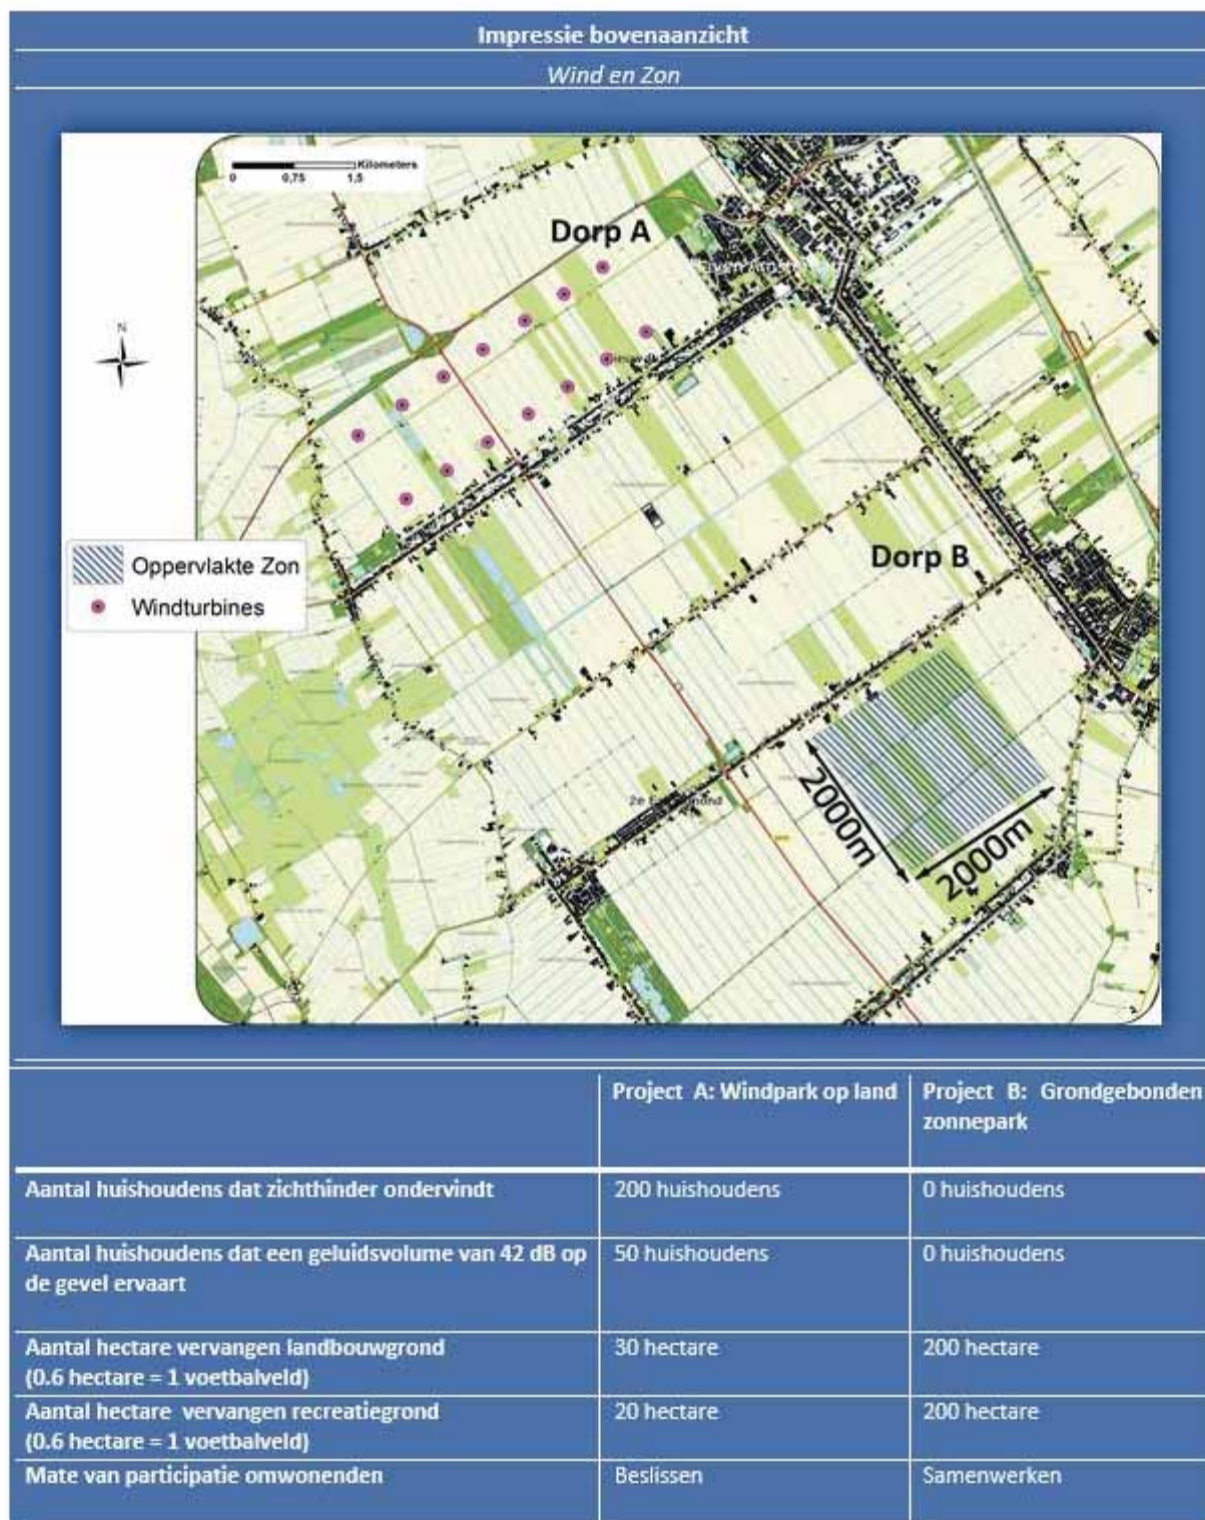 Impressie bovenaanzicht
Wind en Zon
Kilometers
0 0,75 1,5
Dorp A
N
Oppervlakte Zon
Windturbines
Dorp B
2000m
2000m
Project A: Windpark op land
Project B: Grondgebonden
zonnepark
Aantal huishoudens dat zichthinder ondervindt
200 huishoudens
0 huishoudens
Aantal huishoudens dat een geluidsvolume van 42 dB op
de gevel ervaart
50 huishoudens
0 huishoudens
Aantal hectare vervangen landbouwgrond
(0.6 hectare = 1 voetbalveld)
30 hectare
200 hectare
Aantal hectare vervangen recreatiegrond
(0.6 hectare = 1 voetbalveld)
20 hectare
200 hectare
Mate van participatie omwonenden
Beslissen
Samenwerken